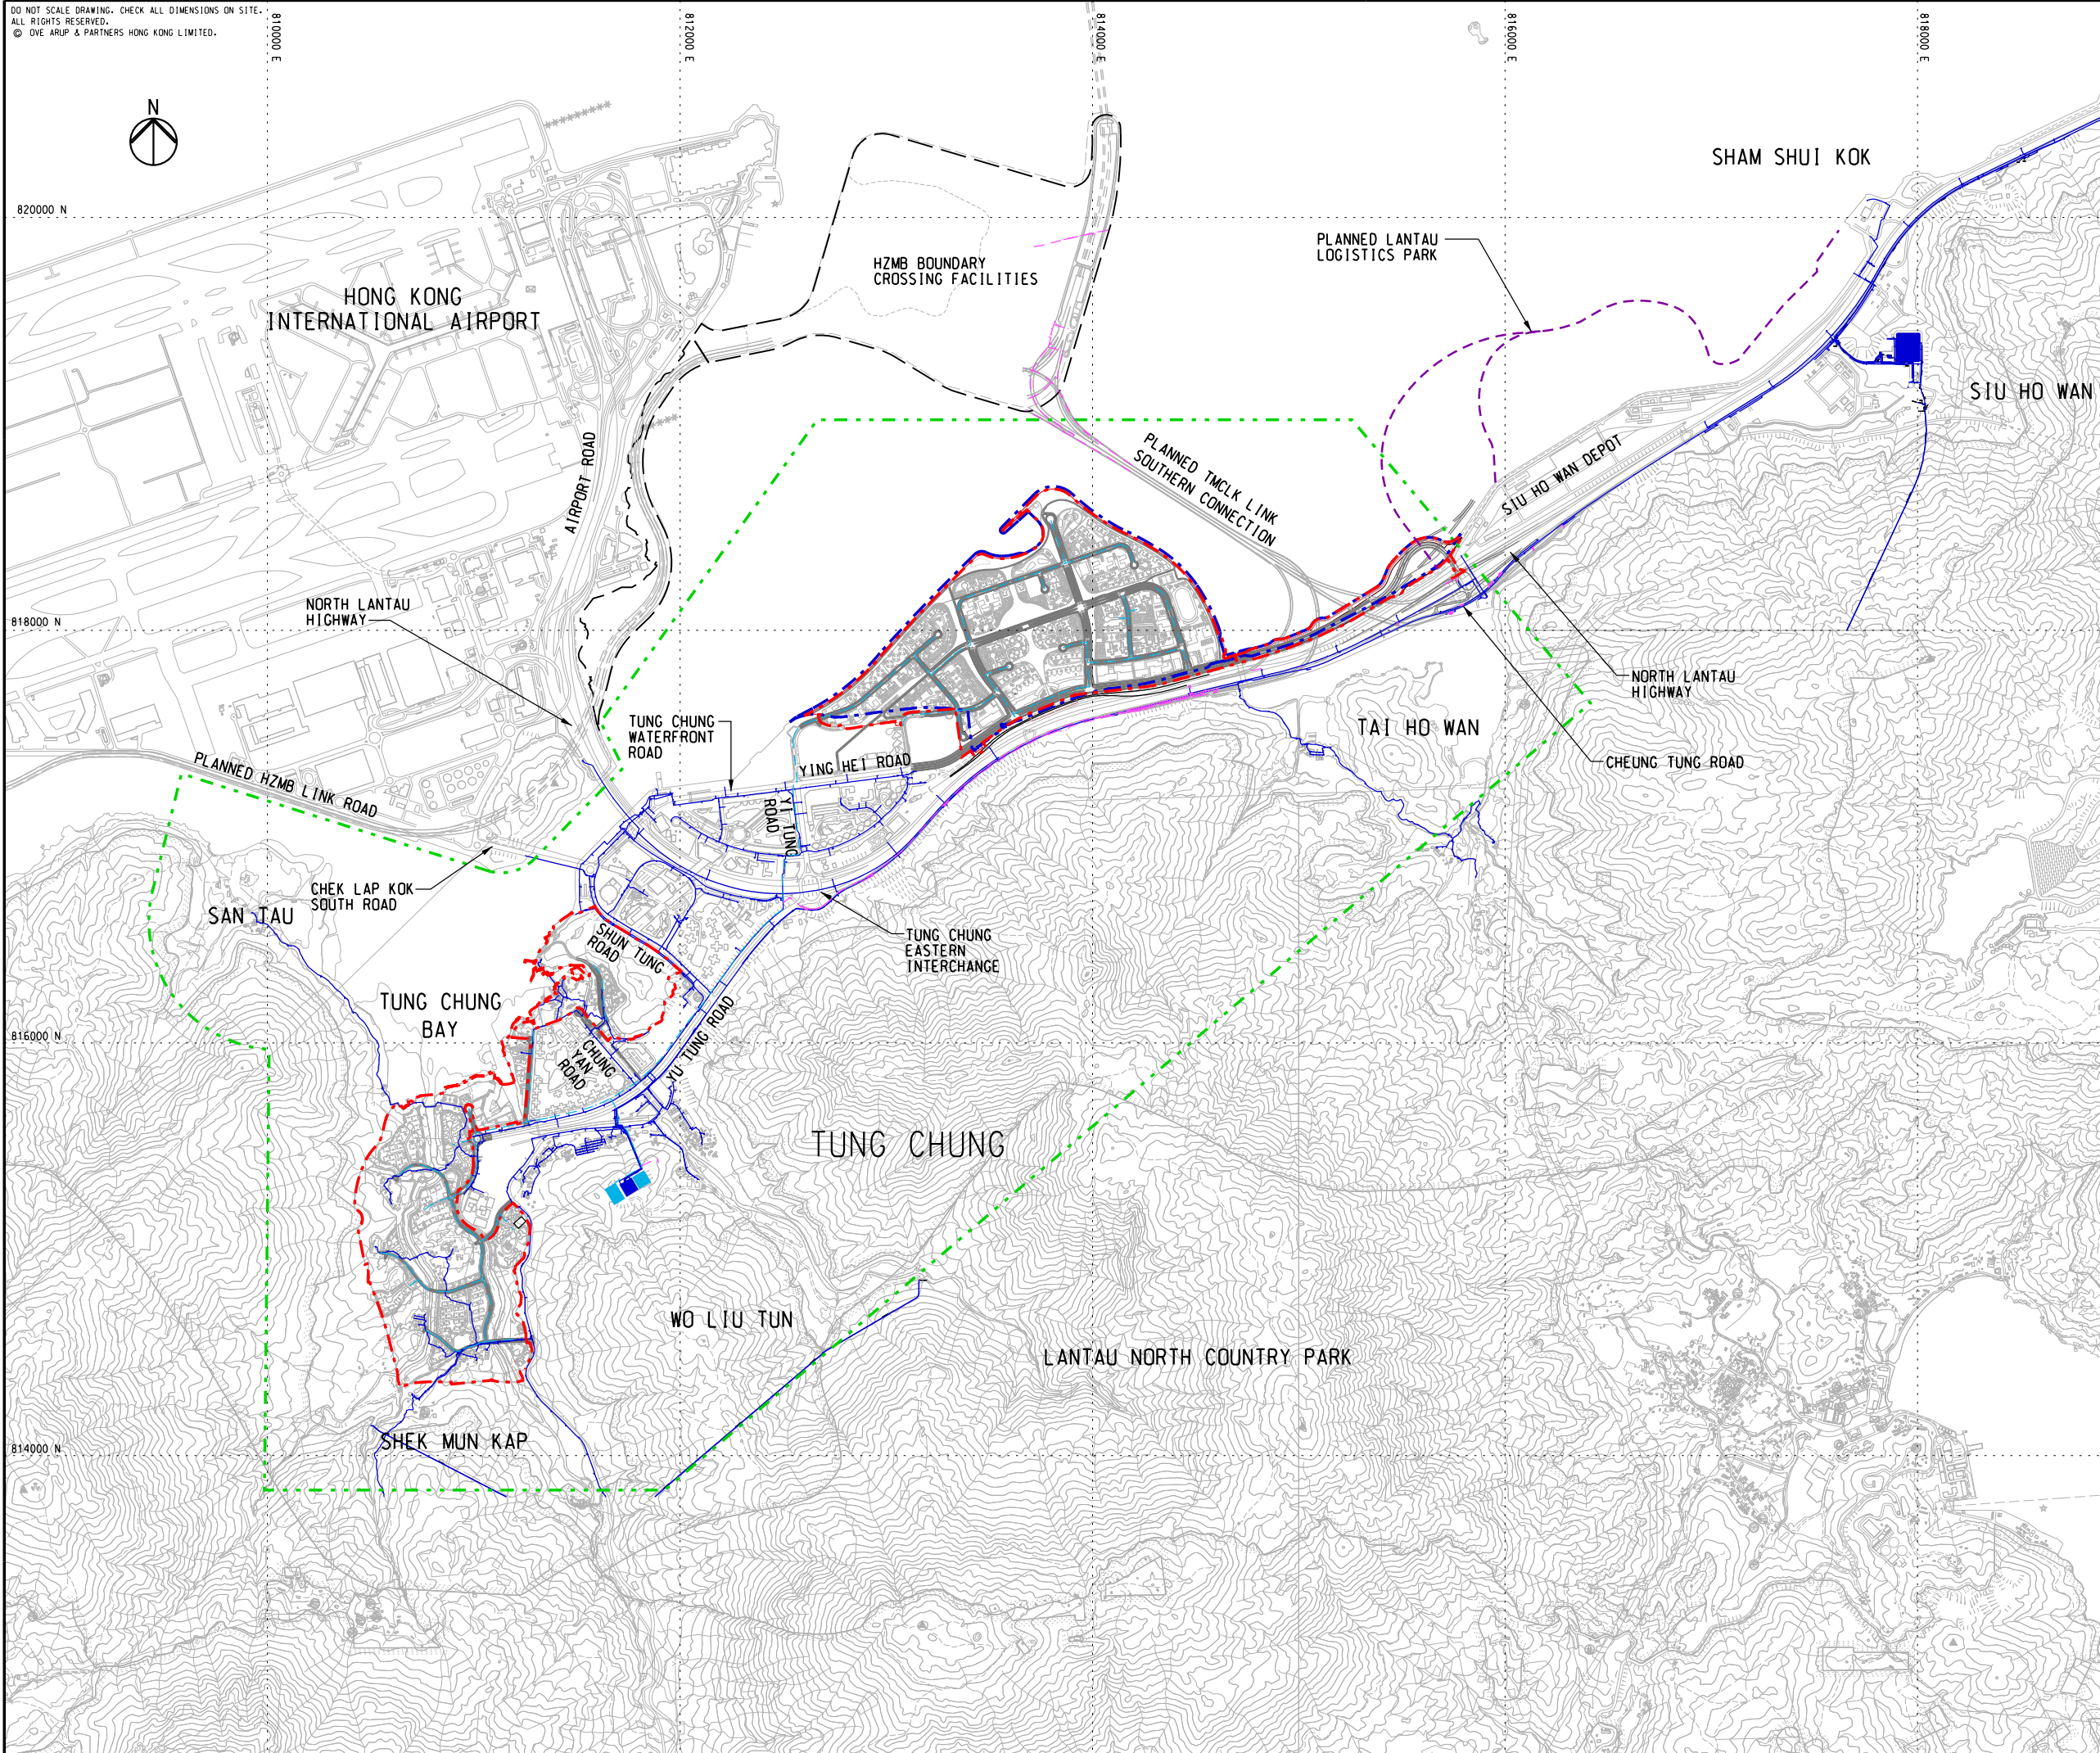 DO NOT SCALE DRAWING. CHECK ALL DIMENSIONS ON SITE.
ALL RIGHTS RESERVED.
© OVE ARUP & PARTNERS HONG KONG LIMITED.
810000 E
812000 E
814000 E
816000 E
818000 E
N
SHAM SHUI KOK
820000 N
PLANNED LANTAU
LOGISTICS PARK
HZMB BOUNDARY
CROSSING FACILITIES
HONG KONG
INTERNATIONAL AIRPORT
SIU HO WAN
AIRPORT ROAD
PLANNED TMCLK LINK
SOUTHERN CONNECTION
SIU HO WAN DEPOT
NORTH LANTAU
HIGHWAY
818000 N
NORTH LANTAU
HIGHWAY
TUNG CHUNG
WATERFRONT
ROAD
TAI HO WAN
CHEUNG TUNG ROAD
YING HEI ROAD
PLANNED HZMB LINK ROAD
YI TUNG
ROAD
CHEK LAP KOK
SOUTH ROAD
SAN TAU
TUNG CHUNG
EASTERN
INTERCHANGE
SHUN TUNG
ROAD
TUNG CHUNG
BAY
YU TUNG ROAD
816000 N
CHUNG
YAN
ROAD
TUNG CHUNG
WO LIU TUN
LANTAU NORTH COUNTRY PARK
SHEK MUN KAP
814000 N